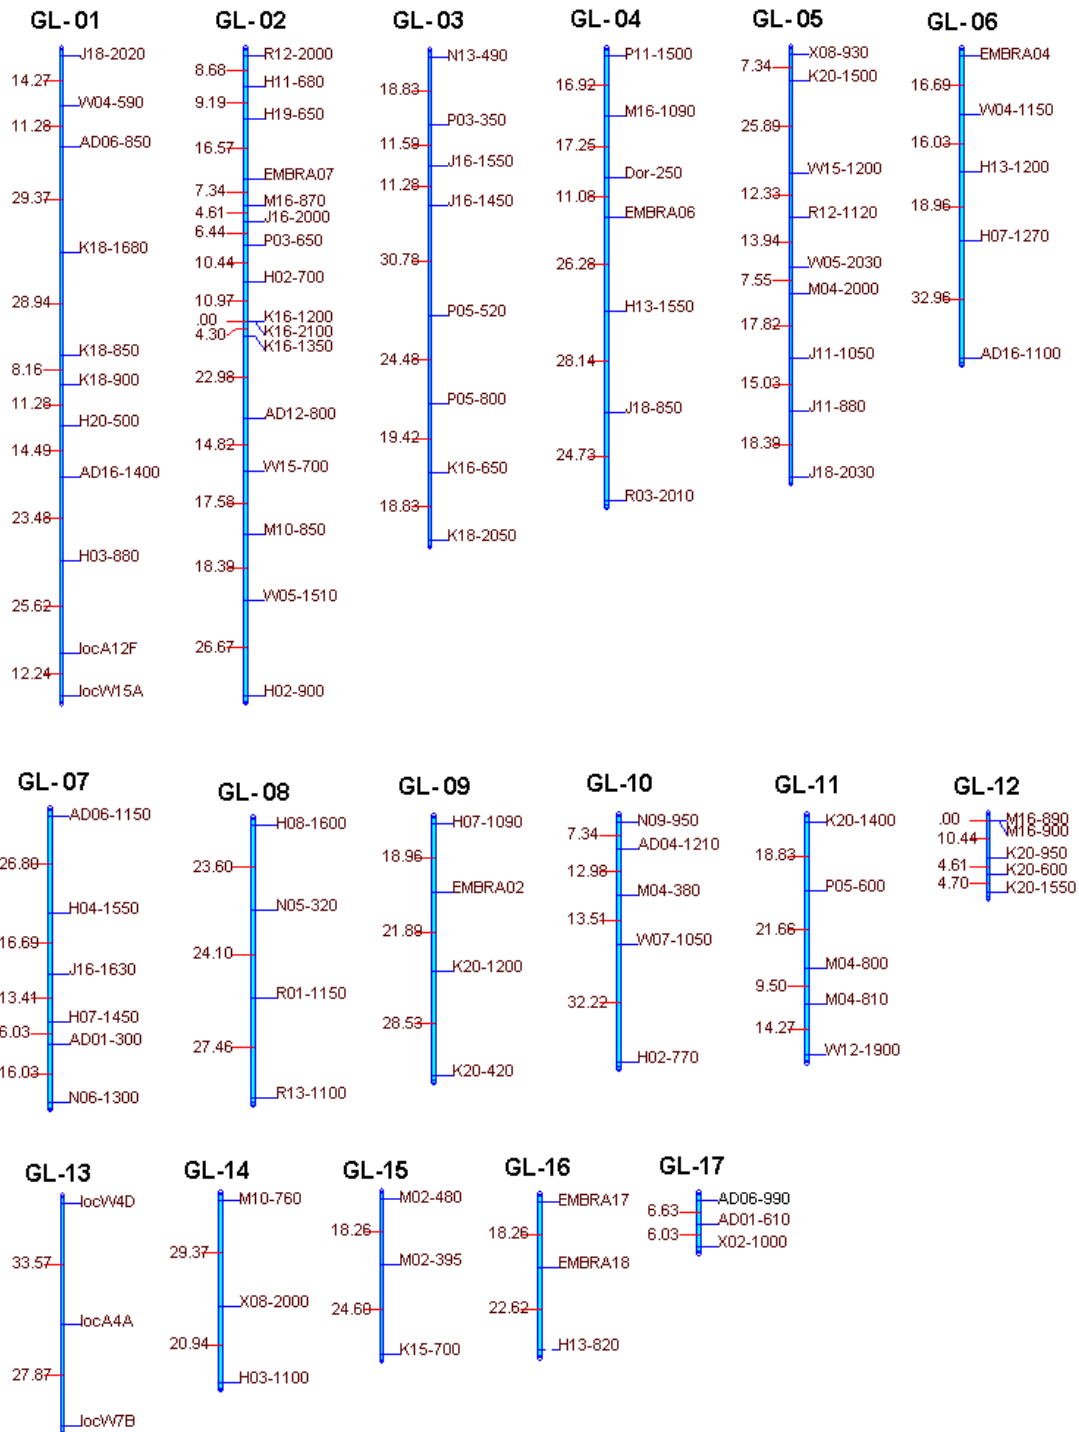 GL-01
J18-2020
14.27
W04-590
11.28
AD06-850
29.37
K18-1680
28.94
K18-850
8.16
K18-900
11.28
H20-500
14.49
AD16-1400
23.48
H03-880
25.62
locA12F
12.24
locW15A
GL-02
R12-2000
8.68
H11-680
9.19
H19-650
16.57
EMBRA07
7.34
M16-870
4.61
J16-2000
6.44
P03-650
10.44
H02-700
10.97
K16-1200
.00
K16-2100
4.30
K16-1350
22.98
AD12-800
14.82
W15-700
17.58
M10-850
18.39
W05-1510
26.67
H02-900
GL-03
N13-490
18.83
P03-350
11.59
J16-1550
11.28
J16-1450
30.78
P05-520
24.48
P05-800
19.42
K16-650
18.83
K18-2050
GL-04
P11-1500
16.92
M16-1090
17.25
Dor-250
11.08
EMBRA06
26.28
H13-1550
28.14
J18-850
24.73
R03-2010
GL-05
X08-930
7.34
K20-1500
25.89
W15-1200
12.33
R12-1120
13.94
W05-2030
7.55
M04-2000
17.82
J11-1050
15.03
J11-880
18.39
J18-2030
GL-06
EMBRA04
16.69
W04-1150
16.03
H13-1200
18.96
H07-1270
32.96
AD16-1100
GL-07
AD06-1150
26.80
H04-1550
16.69
J16-1630
13.41
H07-1450
6.03
AD01-300
16.03
N06-1300
GL-08
H08-1600
23.60
N05-320
24.10
R01-1150
27.46
R13-1100
GL-09
H07-1090
18.96
EMBRA02
21.89
K20-1200
28.53
K20-420
GL-10
N09-950
7.34
AD04-1210
12.98
M04-380
13.51
W07-1050
32.22
H02-770
GL-11
K20-1400
18.83
P05-600
21.66
M04-800
9.50
M04-810
14.27
W12-1900
GL-12
M16-890
.00
M16-900
10.44
K20-950
4.61
K20-600
4.70
K20-1550
GL-13
locW4D
33.57
locA4A
27.87
locW7B
GL-14
M10-760
29.37
X08-2000
20.94
H03-1100
GL-15
M02-480
18.26
M02-395
24.60
K15-700
GL-16
EMBRA17
18.26
EMBRA18
22.62
H13-820
GL-17
AD06-990
6.63
AD01-610
6.03
X02-1000